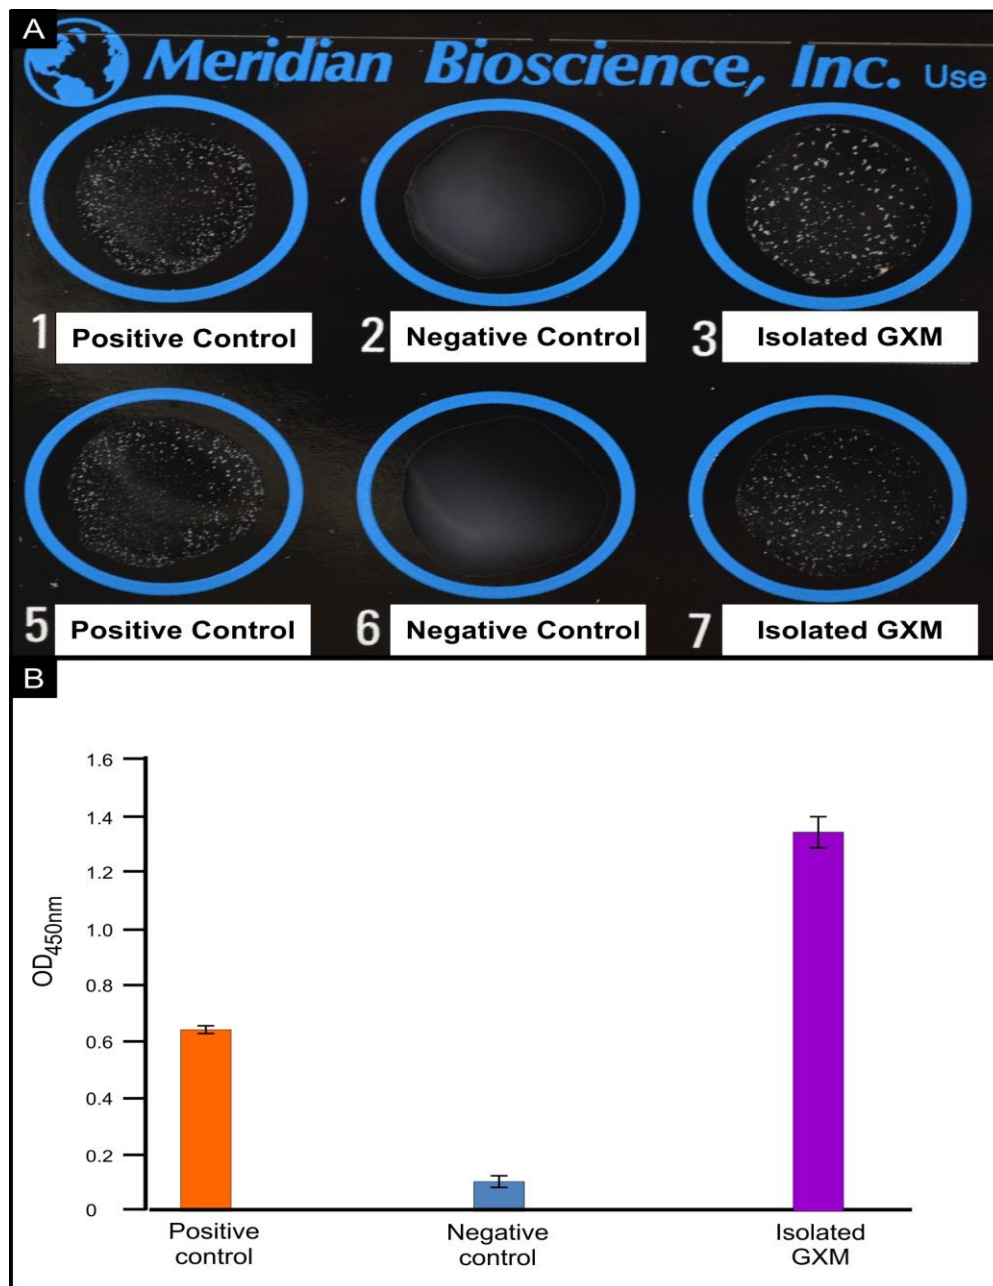 A
Meridian Bioscience, Inc. Use
1 Positive Control
2 Negative Control
3 Isolated GXM
5 Positive Control
6 Negative Control
7 Isolated GXM
B
1.6
1.4
1.2
1.0
0.8
0.6
0.4
0.2
0
OD450nm
Positive
control
Negative
control
Isolated
GXM